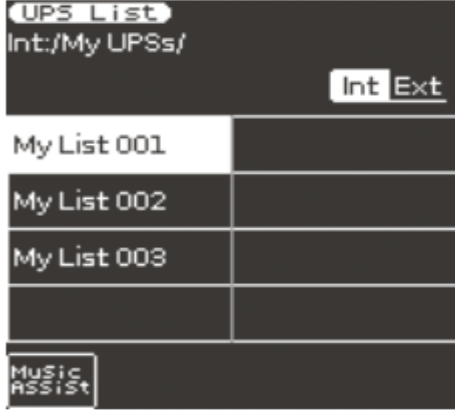 UPS List
Int:/My UPSs/
Int Ext
My List 001
My List 002
My List 003
Music
Assist